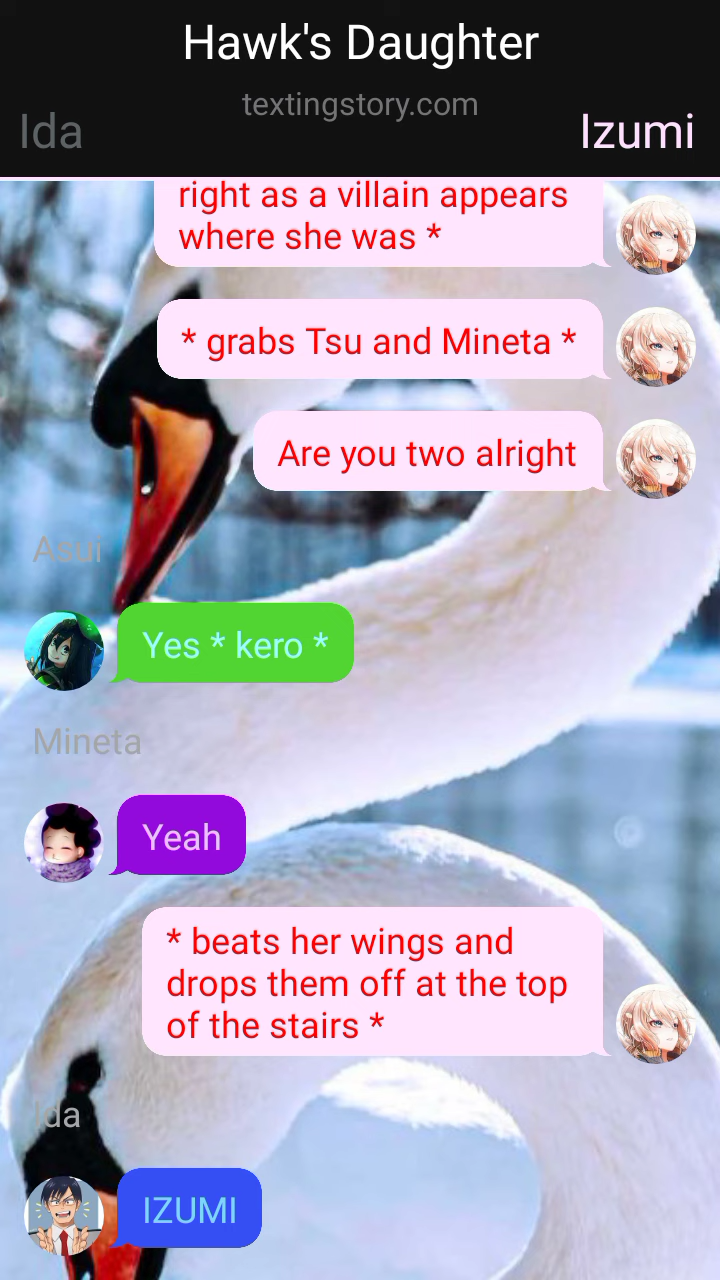 Hawk's Daughter
textingstory.com
Ida
Izumi
right as a villain appears
where she was *
* grabs Tsu and Mineta *
Are you two alright
Asui
Yes * kero *
Mineta
Yeah
* beats her wings and
drops them off at the top
of the stairs *
Ida
IZUMI